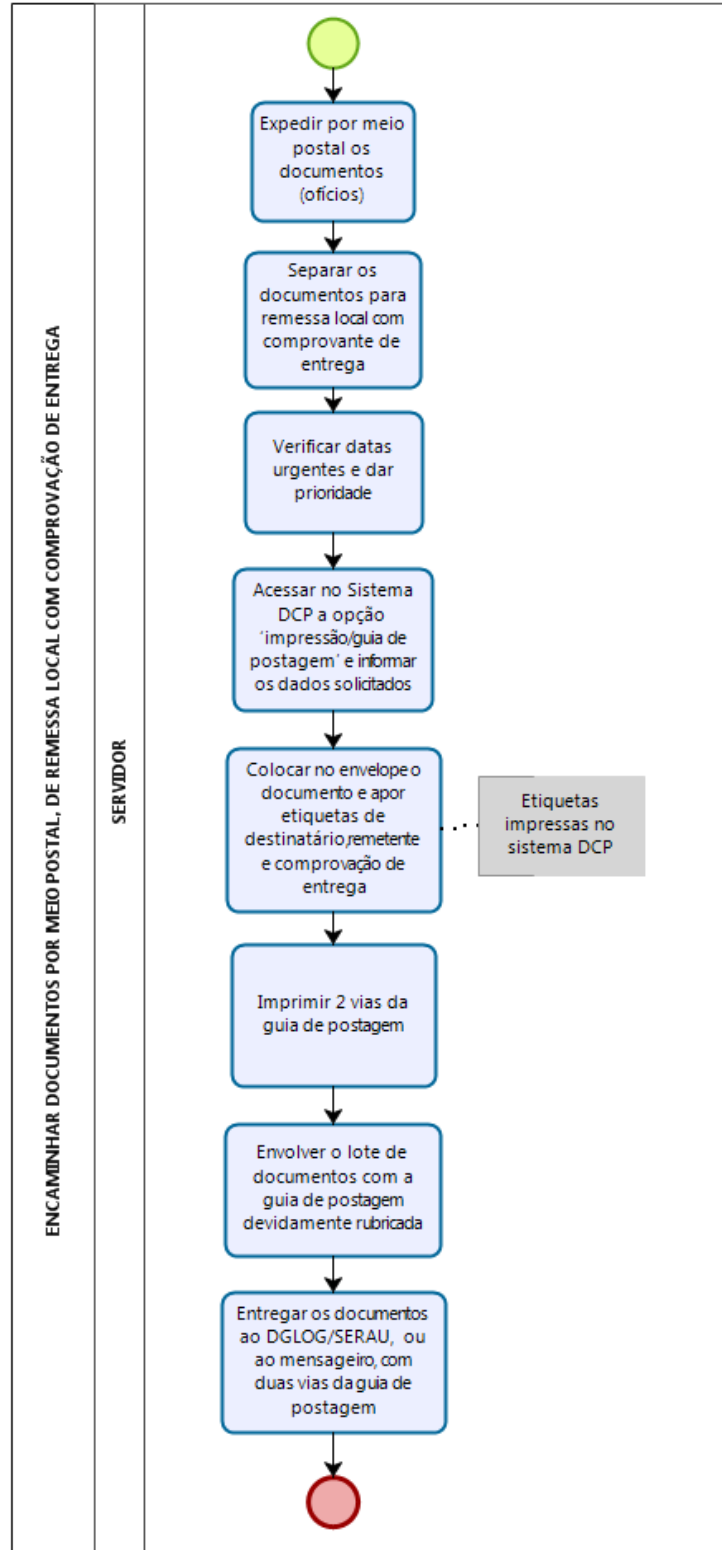 ENCAMINHAR DOCUMENTOS POR MEIO POSTAL, DE REMESSA LOCAL COM COMPROVAÇÃO DE ENTREGA
SERVIDOR
Expedir por meio
postal os
documentos
(ofícios)
Separar os
documentos para
remessa local com
comprovante de
entrega
Verificar datas
urgentes e dar
prioridade
Acessar no Sistema
DCP a opção
'impressão/guia de
postagem' e informar
os dados solicitados
Colocar no envelope o
documento e apor
etiquetas de
destinatário,remetente
e comprovação de
entrega
Etiquetas
impressas no
sistema DCP
Imprimir 2 vias da
guia de postagem
Envolver o lote de
documentos com a
guia de postagem
devidamente rubricada
Entregar os documentos
ao DGLOG/SERAU, ou
ao mensageiro, com
duas vias da guia de
postagem